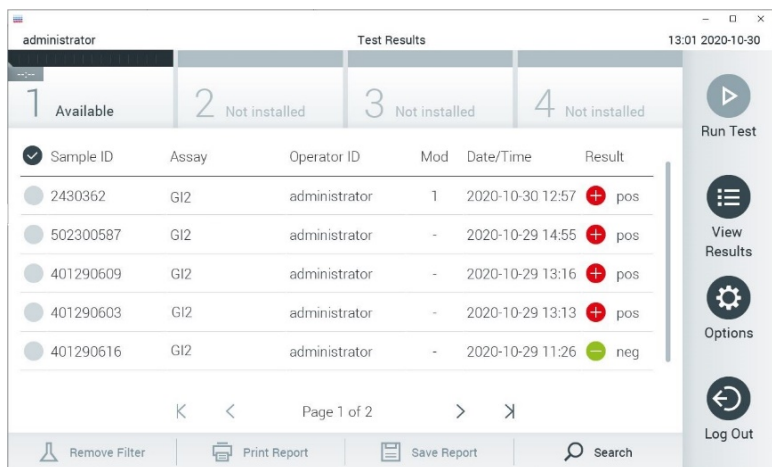 administrator Test Results 13:01 2020-10-30
--:--
1 Available 2 Not installed 3 Not installed 4 Not installed
Run Test
Sample ID Assay Operator ID Mod Date/Time Result
2430362 GI2 administrator 1 2020-10-30 12:57 pos
502300587 GI2 administrator - 2020-10-29 14:55 pos
401290609 GI2 administrator - 2020-10-29 13:16 pos
401290603 GI2 administrator - 2020-10-29 13:13 pos
401290616 GI2 administrator - 2020-10-29 11:26 neg
View
Results
Options
Page 1 of 2
Log Out
Remove Filter Print Report Save Report Search